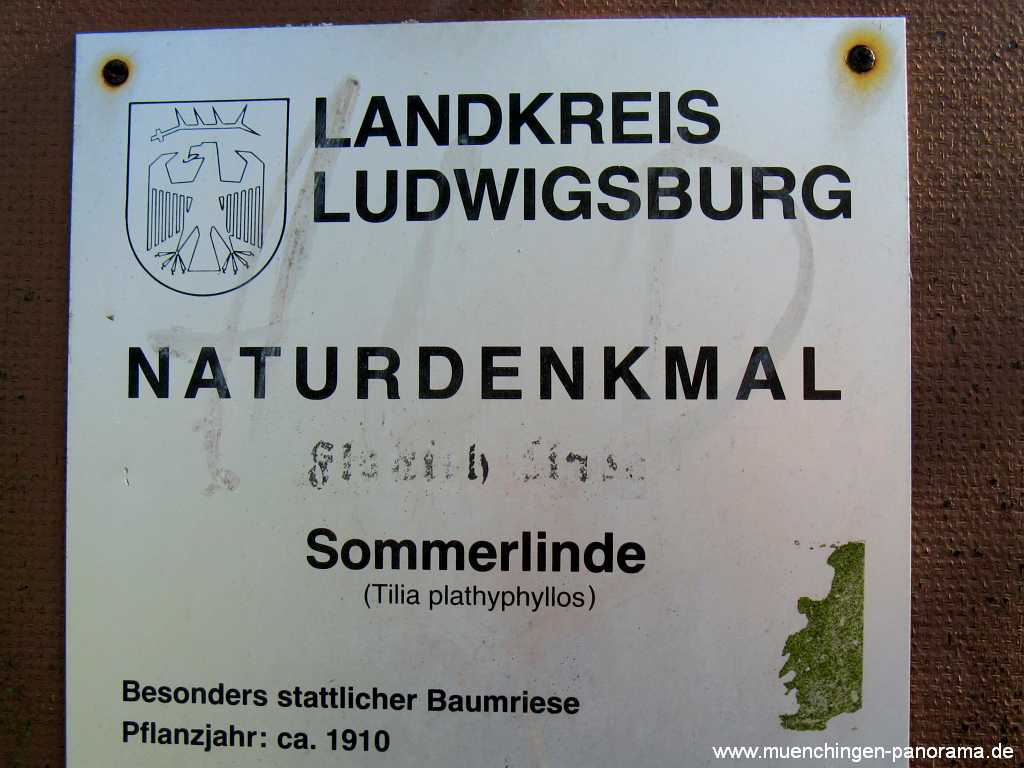 LANDKREIS
LUDWIGSBURG
NATURDENKMAL
Sommerlinde
(Tilia plathyphyllos)
Besonders stattlicher Baumriese
Pflanzjahr: ca. 1910
www.muenchingen-panorama.de